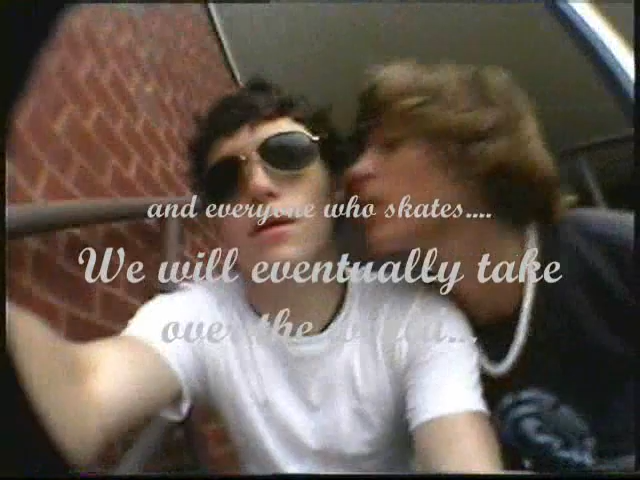 and everyone who skates....
We will eventually take
over the